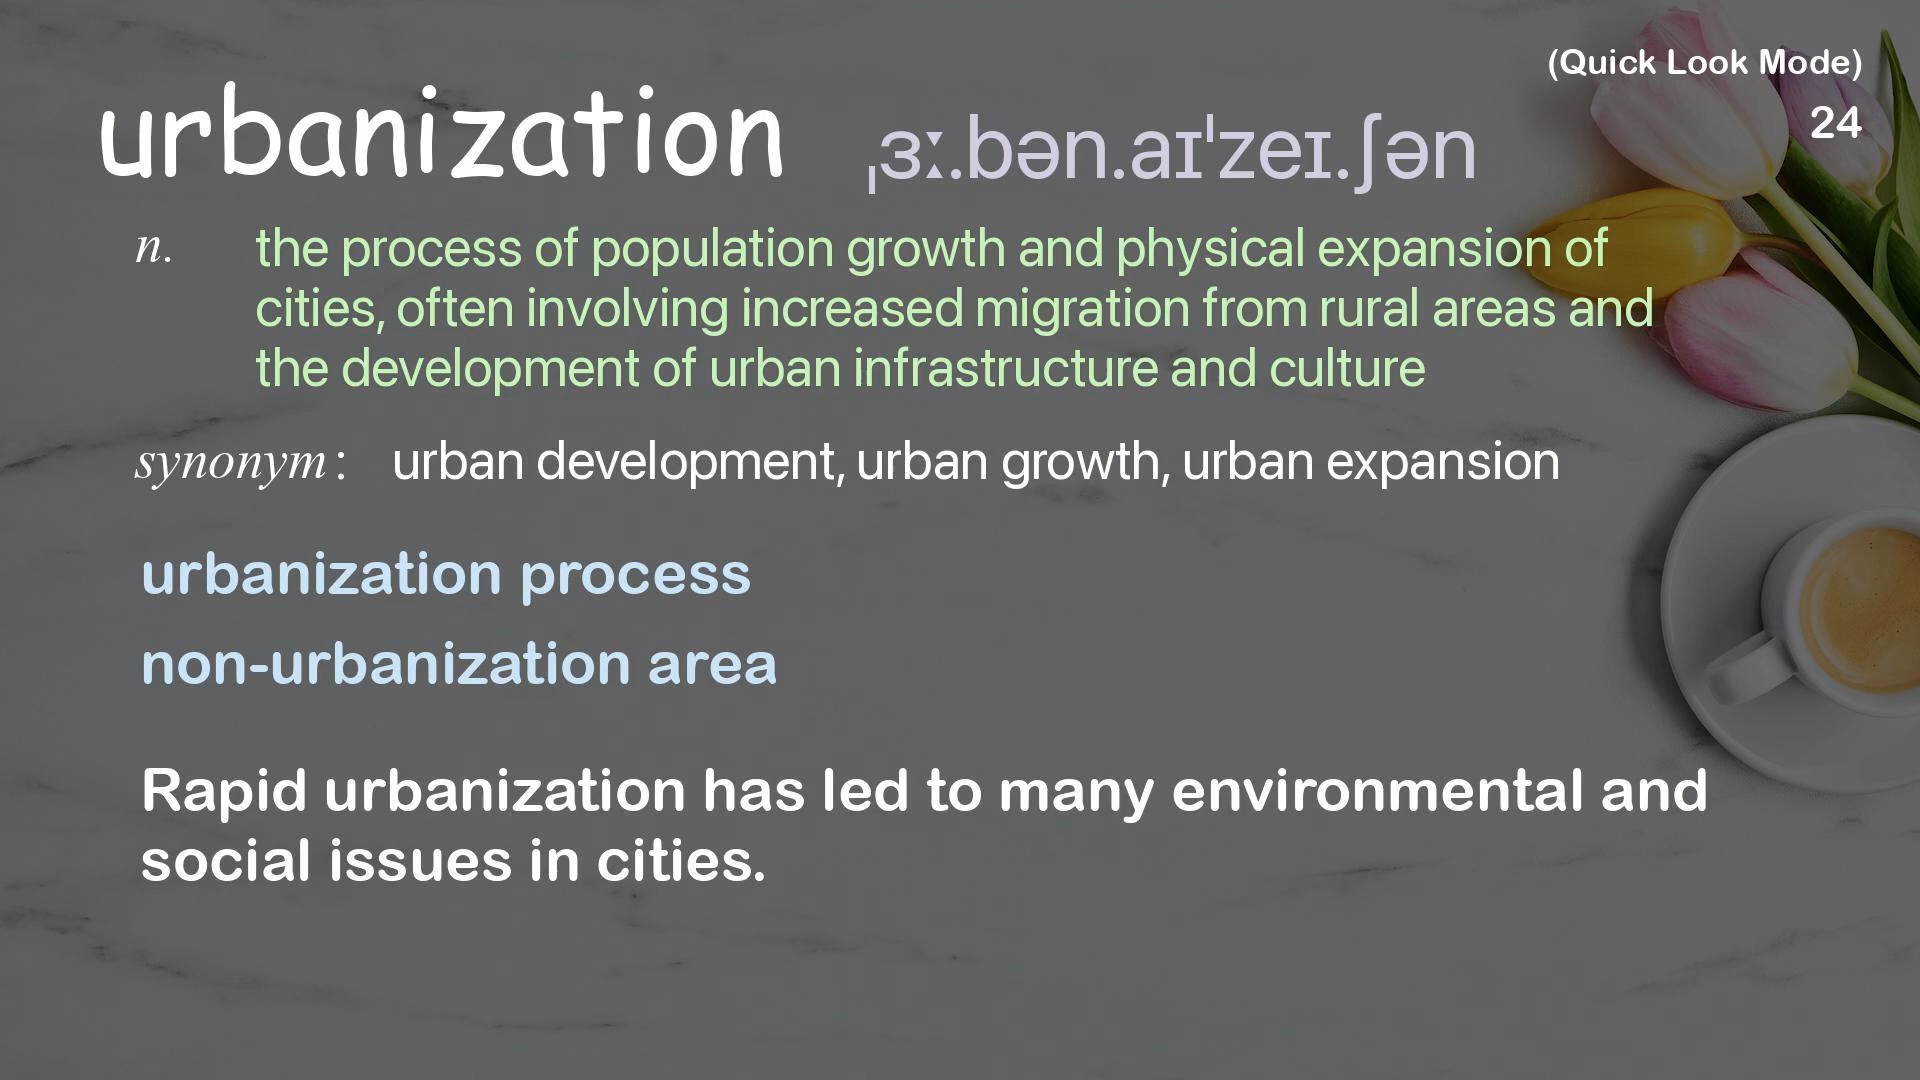 (Quick Look Mode)
24
urbanization ˌɜː.bən.aɪˈzeɪ.ʃən
n. the process of population growth and physical expansion of
cities, often involving increased migration from rural areas and
the development of urban infrastructure and culture
synonym: urban development, urban growth, urban expansion
urbanization process
non-urbanization area
Rapid urbanization has led to many environmental and
social issues in cities.